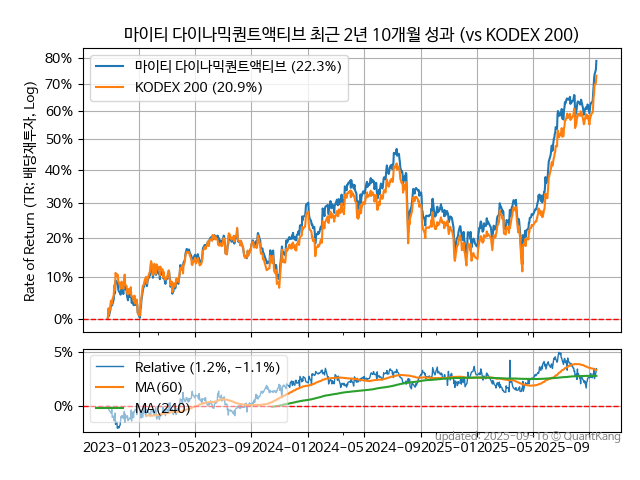 마이티 다이나믹퀀트액티브 최근 2년 10개월 성과 (vs KODEX 200)
Rate of Return (TR: 배당재투자, Log)
80%
70%
60%
50%
40%
30%
20%
10%
0%
마이티 다이나믹퀀트액티브 (22.3%)
KODEX 200 (20.9%)
5%
0%
Relative (1.2%, −1.1%)
MA(60)
MA(240)
updated: 2025-09-16 © QuantKang
2023-01 2023-05 2023-09 2024-01 2024-05 2024-09 2025-01 2025-05 2025-09